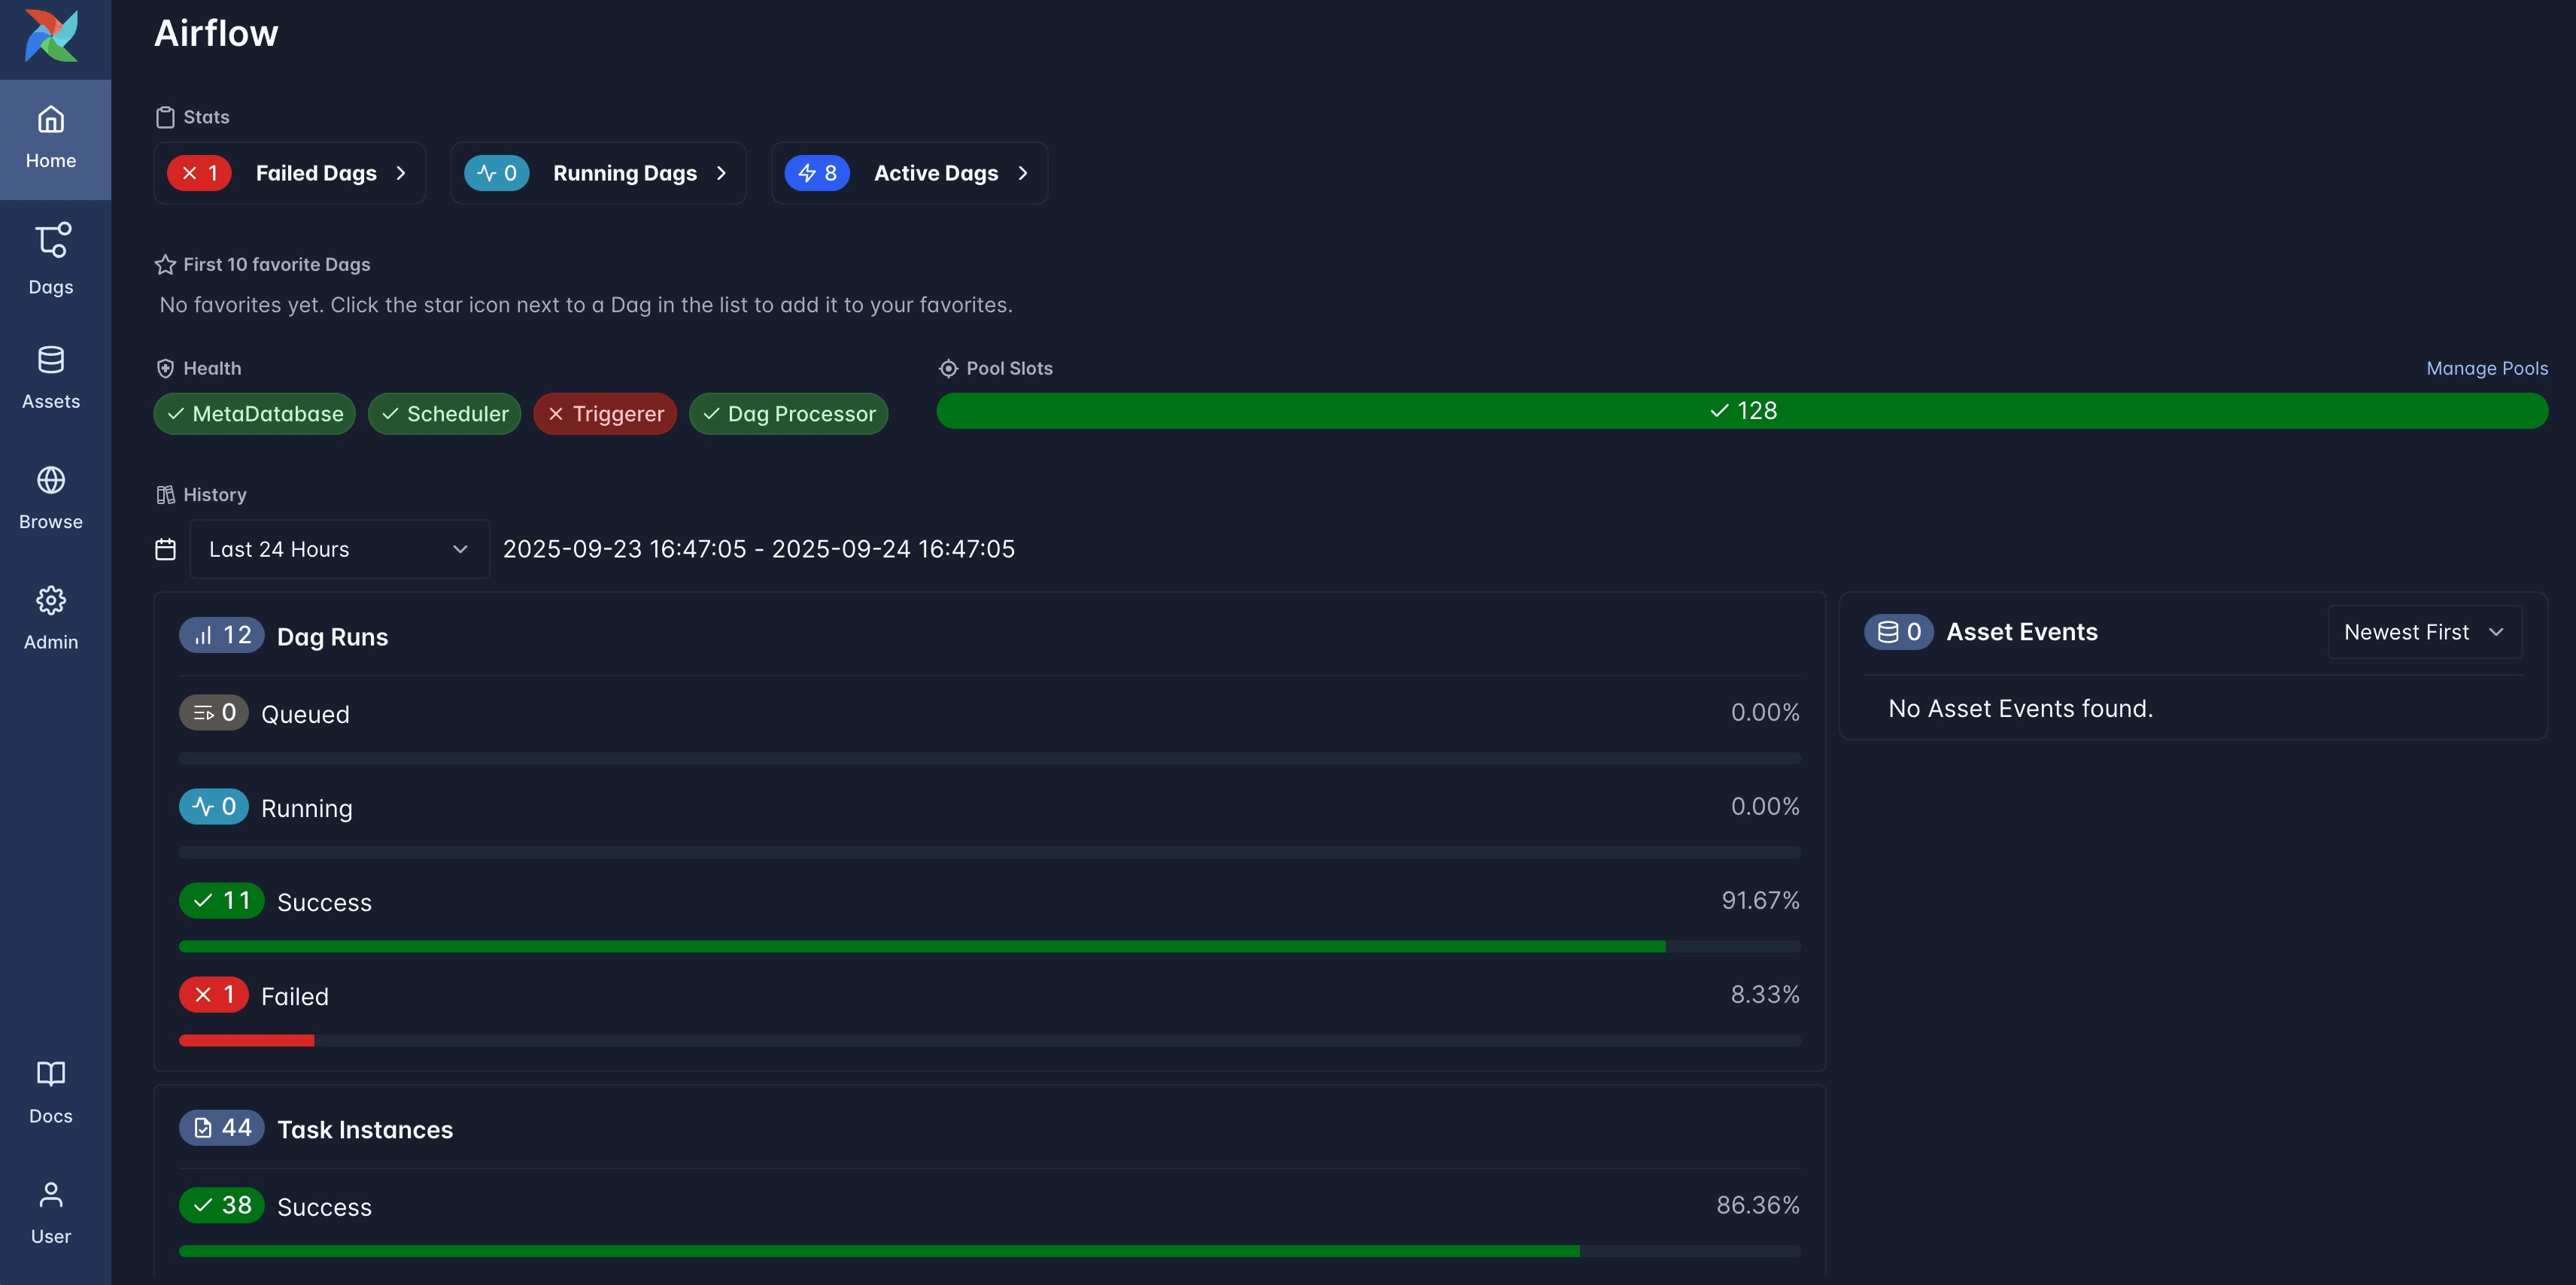 Airflow
Home
Dags
Assets
Browse
Admin
Docs
User
Stats
1 Failed Dags
0 Running Dags
8 Active Dags
First 10 favorite Dags
No favorites yet. Click the star icon next to a Dag in the list to add it to your favorites.
Health
MetaDatabase Scheduler Triggerer Dag Processor
Pool Slots Manage Pools
128
History
Last 24 Hours 2025-09-23 16:47:05 - 2025-09-24 16:47:05
12 Dag Runs
0 Queued 0.00%
0 Running 0.00%
11 Success 91.67%
1 Failed 8.33%
44 Task Instances
38 Success 86.36%
0 Asset Events Newest First
No Asset Events found.